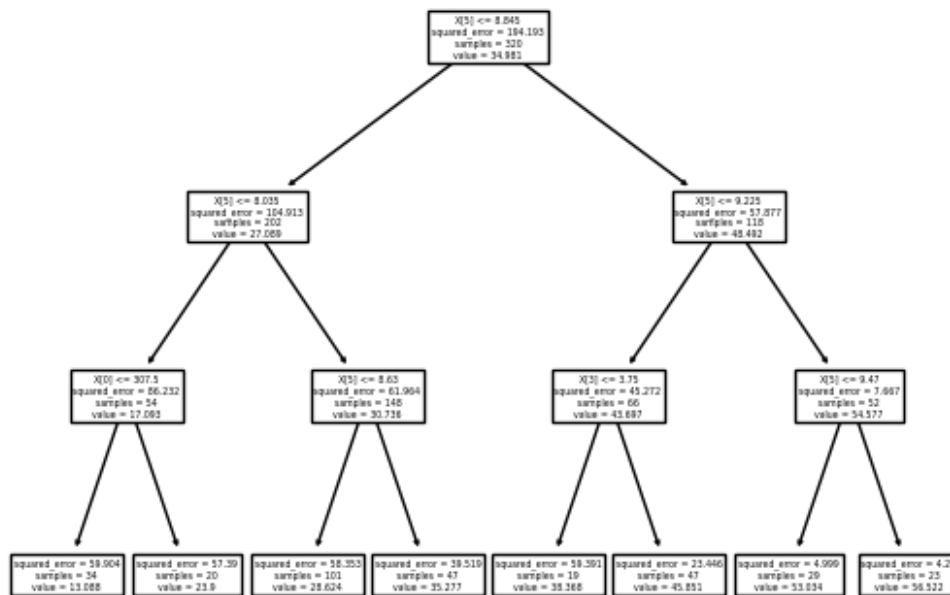 X[5] <= 8.845
squared_error = 194.193
samples = 320
value = 34.981
X[5] <= 8.035
squared_error = 104.913
samples = 202
value = 27.089
X[5] <= 9.225
squared_error = 57.877
samples = 118
value = 48.492
X[0] <= 307.5
squared_error = 86.232
samples = 54
value = 17.093
X[5] <= 8.63
squared_error = 61.964
samples = 148
value = 30.736
X[3] <= 3.75
squared_error = 45.272
samples = 66
value = 43.697
X[5] <= 9.47
squared_error = 7.667
samples = 52
value = 54.577
squared_error = 59.904
samples = 34
value = 13.088
squared_error = 57.39
samples = 20
value = 23.9
squared_error = 58.353
samples = 101
value = 28.624
squared_error = 39.519
samples = 47
value = 35.277
squared_error = 59.391
samples = 19
value = 38.368
squared_error = 23.446
samples = 47
value = 45.851
squared_error = 4.999
samples = 29
value = 53.034
squared_error = 4.2
samples = 23
value = 56.522